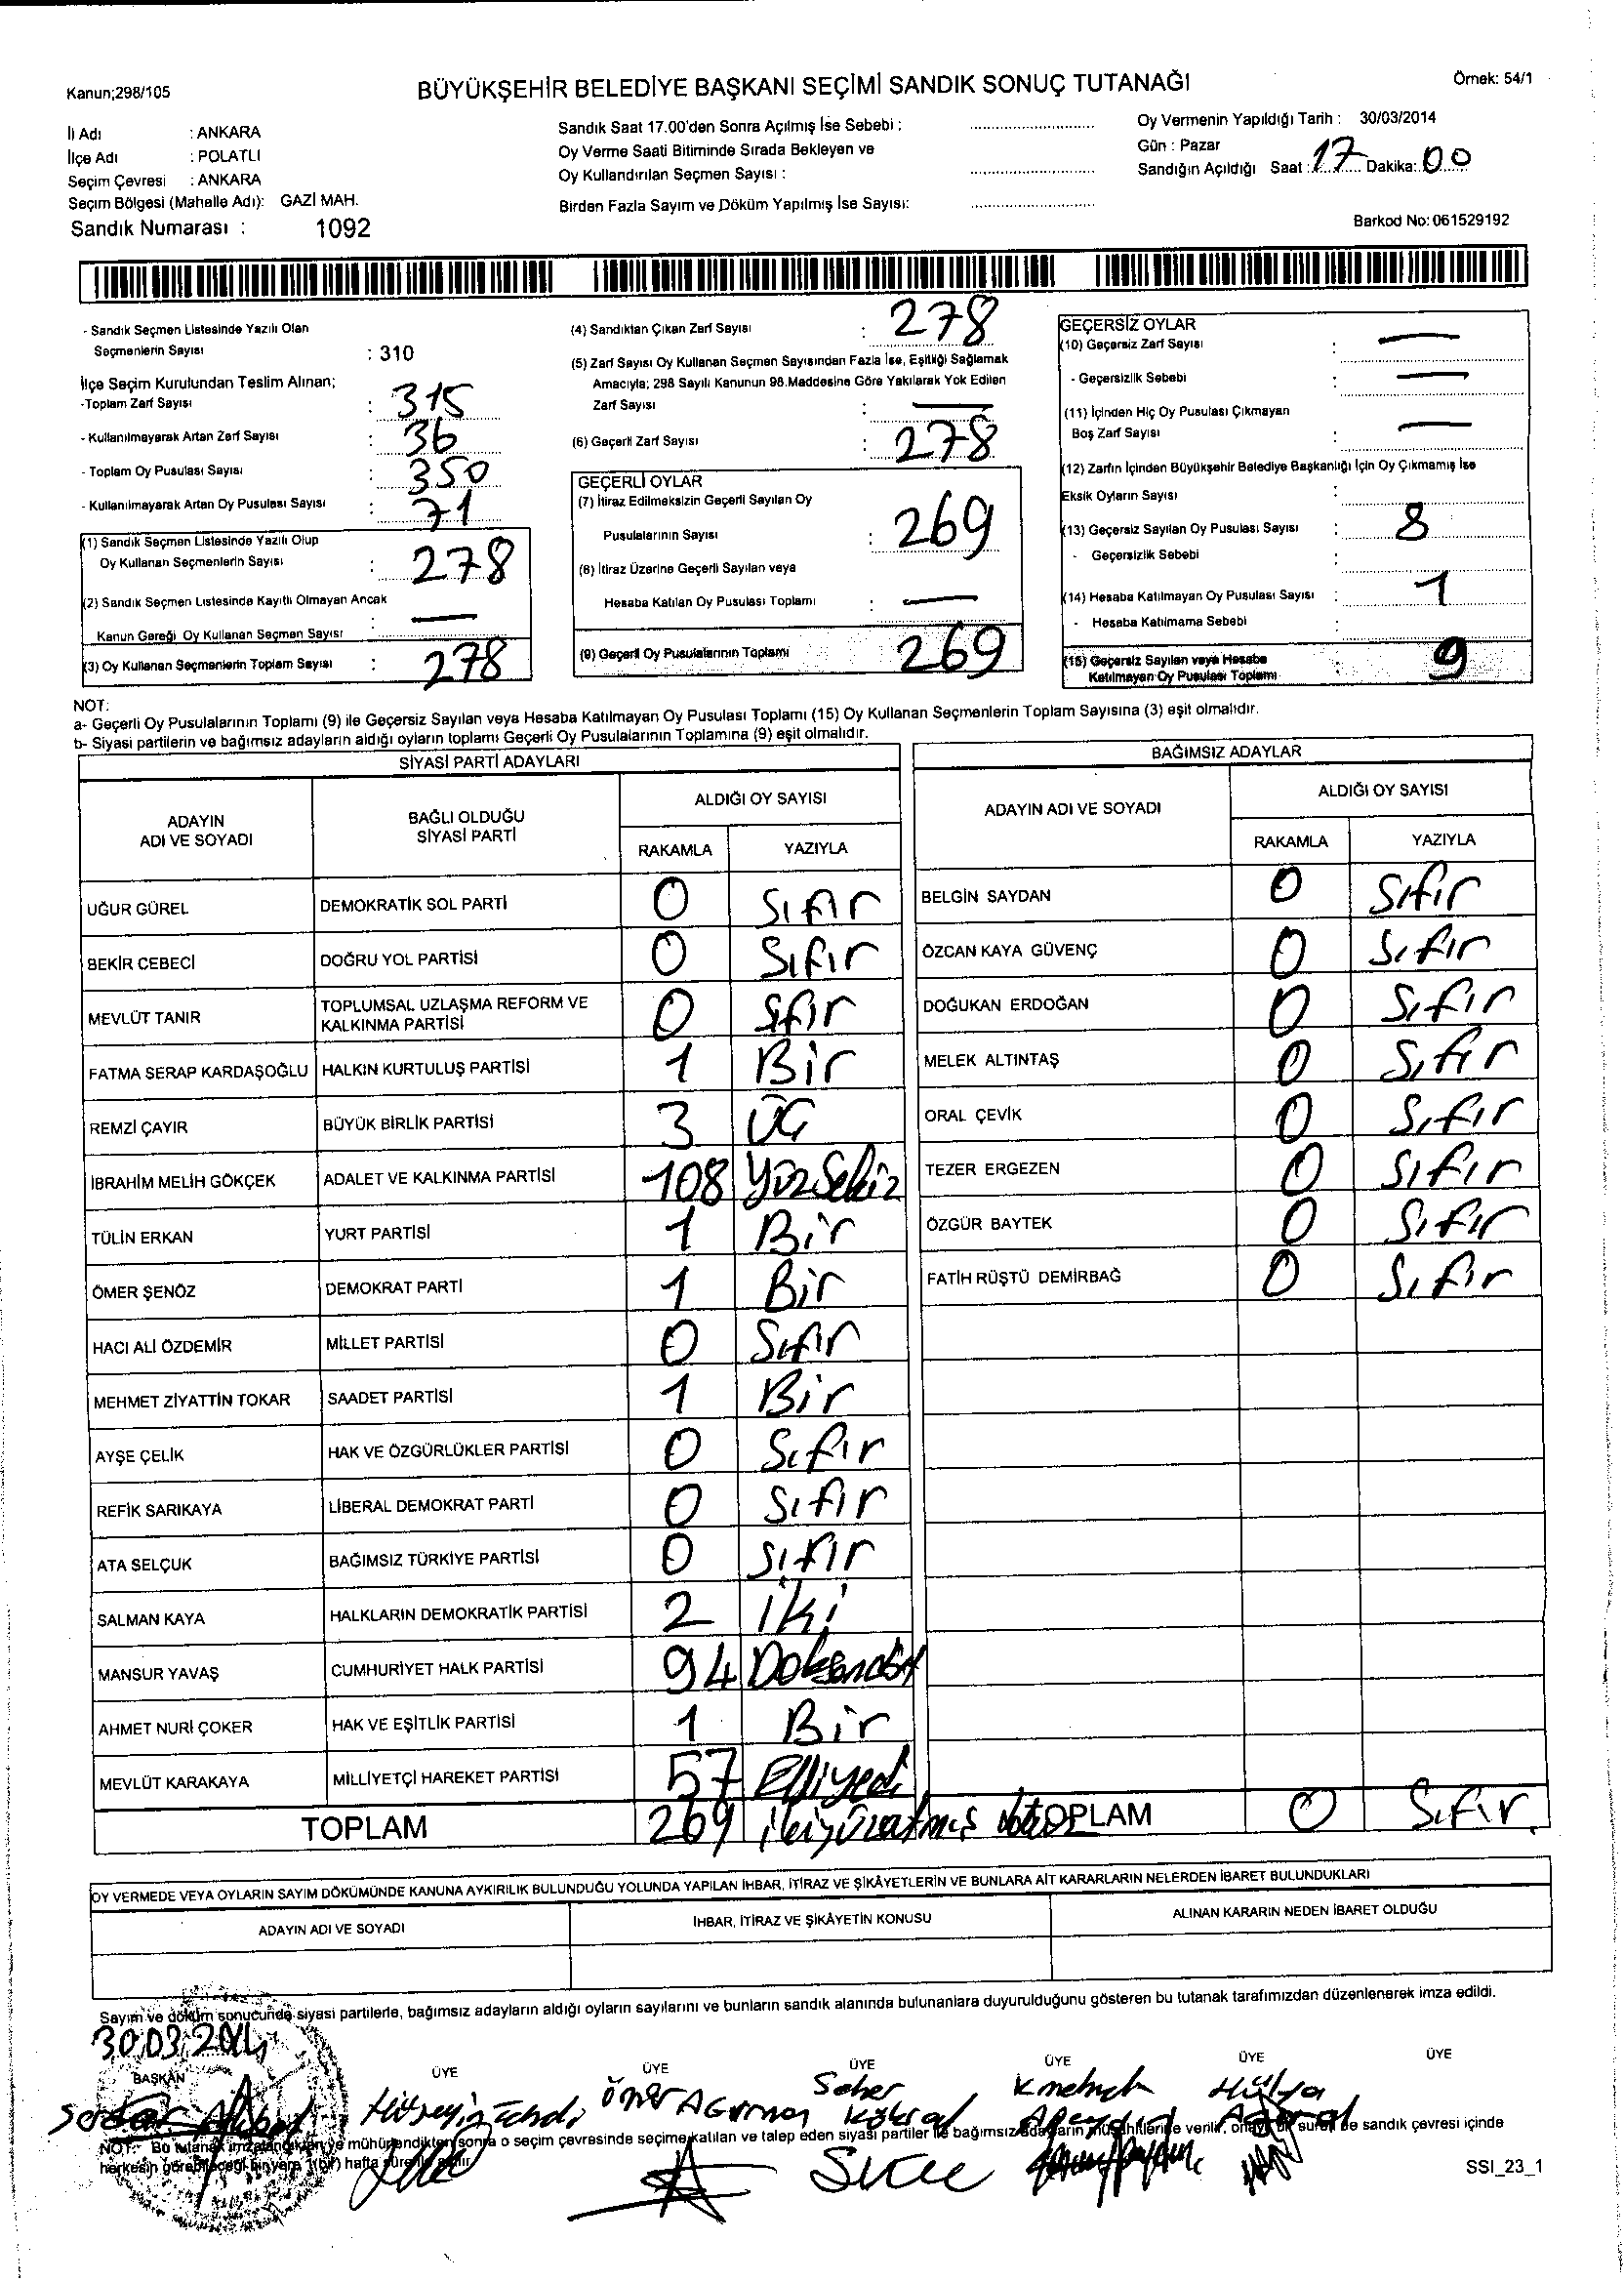 Kanun;298/105
BÜYÜKŞEHİR BELEDİYE BAŞKANI SEÇİMİ SANDIK SONUÇ TUTANAĞI
Örnek: 54/1
İli Adı : ANKARA
İlçe Adı : POLATLI
Seçim Çevresi : ANKARA
Seçim Bölgesi (Mahalle Adı): GAZİ MAH.
Sandık Numarası : 1092
Sandık Saat 17.00'den Sonra Açılmış İse Sebebi :
Oy Verme Saati Bitiminde Sırada Bekleyen ve
Oy Kullandırılan Seçmen Sayısı :
Birden Fazla Sayım ve Döküm Yapılmış İse Sayısı:
Oy Vermenin Yapıldığı Tarih : 30/03/2014
Gün : Pazar
Sandığın Açıldığı Saat : 17 Dakika: 00
Barkod No: 061529192
- Sandık Seçmen Listesinde Yazılı Olan
Seçmenlerin Sayısı : 310
İlçe Seçim Kurulundan Teslim Alınan;
-Toplam Zarf Sayısı : 315
- Kullanılmayarak Artan Zarf Sayısı : 36
- Toplam Oy Pusulası Sayısı : 350
- Kullanılmayarak Artan Oy Pusulası Sayısı : 71
(1) Sandık Seçmen Listesinde Yazılı Olup
Oy Kullanan Seçmenlerin Sayısı : 278
(2) Sandık Seçmen Listesinde Kayıtlı Olmayan Ancak
Kanun Gereği Oy Kullanan Seçmen Sayısı : —
(3) Oy Kullanan Seçmenlerin Toplam Sayısı : 278
(4) Sandıktan Çıkan Zarf Sayısı : 278
(5) Zarf Sayısı Oy Kullanan Seçmen Sayısından Fazla İse, Eşitliği Sağlamak
Amacıyla; 298 Sayılı Kanunun 98.Maddesine Göre Yakılarak Yok Edilen
Zarf Sayısı : —
(6) Geçerli Zarf Sayısı : 278
GEÇERLİ OYLAR
(7) İtiraz Edilmeksizin Geçerli Sayılan Oy
Pusulalarının Sayısı : 269
(8) İtiraz Üzerine Geçerli Sayılan veya
Hesaba Katılan Oy Pusulası Toplamı : —
(9) Geçerli Oy Pusulalarının Toplamı : 269
GEÇERSİZ OYLAR
(10) Geçersiz Zarf Sayısı : —
- Geçersizlik Sebebi : —
(11) İçinden Hiç Oy Pusulası Çıkmayan
Boş Zarf Sayısı : —
(12) Zarfın İçinden Büyükşehir Belediye Başkanlığı İçin Oy Çıkmamış İse
Eksik Oyların Sayısı :
(13) Geçersiz Sayılan Oy Pusulası Sayısı : 8
- Geçersizlik Sebebi :
(14) Hesaba Katılmayan Oy Pusulası Sayısı : 1
- Hesaba Katılmama Sebebi :
(15) Geçersiz Sayılan veya Hesaba
Katılmayan Oy Pusulası Toplamı : 9
NOT:
a- Geçerli Oy Pusulalarının Toplamı (9) ile Geçersiz Sayılan veya Hesaba Katılmayan Oy Pusulası Toplamı (15) Oy Kullanan Seçmenlerin Toplam Sayısına (3) eşit olmalıdır.
b- Siyasi partilerin ve bağımsız adayların aldığı oyların toplamı Geçerli Oy Pusulalarının Toplamına (9) eşit olmalıdır.
SİYASİ PARTİ ADAYLARI
ADAYIN ADI VE SOYADI BAĞLI OLDUĞU SİYASİ PARTİ ALDIĞI OY SAYISI
RAKAMLA YAZIYLA
UĞUR GÜREL DEMOKRATİK SOL PARTİ 0 Sıfır
BEKİR CEBECİ DOĞRU YOL PARTİSİ 0 Sıfır
MEVLÜT TANIR TOPLUMSAL UZLAŞMA REFORM VE KALKINMA PARTİSİ 0 Sfır
FATMA SERAP KARDAŞOĞLU HALKIN KURTULUŞ PARTİSİ 1 Bir
REMZİ ÇAYIR BÜYÜK BİRLİK PARTİSİ 3 Üç
İBRAHİM MELİH GÖKÇEK ADALET VE KALKINMA PARTİSİ 108 Yüzsekiz
TÜLİN ERKAN YURT PARTİSİ 1 Bir
ÖMER ŞENÖZ DEMOKRAT PARTİ 1 Bir
HACI ALİ ÖZDEMİR MİLLET PARTİSİ 0 Sıfır
MEHMET ZİYATTİN TOKAR SAADET PARTİSİ 1 Bir
AYŞE ÇELİK HAK VE ÖZGÜRLÜKLER PARTİSİ 0 Sıfır
REFİK SARIKAYA LİBERAL DEMOKRAT PARTİ 0 Sıfır
ATA SELÇUK BAĞIMSIZ TÜRKİYE PARTİSİ 0 Sıfır
SALMAN KAYA HALKLARIN DEMOKRATİK PARTİSİ 2 İki
MANSUR YAVAŞ CUMHURİYET HALK PARTİSİ 94 Doksandört
AHMET NURİ ÇOKER HAK VE EŞİTLİK PARTİSİ 1 Bir
MEVLÜT KARAKAYA MİLLİYETÇİ HAREKET PARTİSİ 57 Elliyedi
TOPLAM 269 ikiyüzatmış
BAĞIMSIZ ADAYLAR
ADAYIN ADI VE SOYADI ALDIĞI OY SAYISI
RAKAMLA YAZIYLA
BELGİN SAYDAN 0 Sıfır
ÖZCAN KAYA GÜVENÇ 0 Sıfır
DOĞUKAN ERDOĞAN 0 Sıfır
MELEK ALTINTAŞ 0 Sıfır
ORAL ÇEVİK 0 Sıfır
TEZER ERGEZEN 0 Sıfır
ÖZGÜR BAYTEK 0 Sıfır
FATİH RÜŞTÜ DEMİRBAĞ 0 Sıfır
TOPLAM 0 Sıfır
OY VERMEDE VEYA OYLARIN SAYIM DÖKÜMÜNDE KANUNA AYKIRILIK BULUNDUĞU YOLUNDA YAPILAN İHBAR, İTİRAZ VE ŞİKÂYETLERİN VE BUNLARA AİT KARARLARIN NELERDEN İBARET BULUNDUKLARI
ADAYIN ADI VE SOYADI İHBAR, İTİRAZ VE ŞİKÂYETİN KONUSU ALINAN KARARIN NEDEN İBARET OLDUĞU
Sayım ve döküm sonucunda siyasi partilerle, bağımsız adayların aldığı oyların sayılarını ve bunların sandık alanında bulunanlara duyurulduğunu gösteren bu tutanak tarafımızdan düzenlenerek imza edildi.
30.03.2014
BAŞKAN ÜYE ÜYE ÜYE ÜYE ÜYE ÜYE
Hüseyin Ömer Seher Hülya
NOT: Bu tutanak imzalandıktan ve mühürlendikten sonra o seçim çevresinde seçime katılan ve talep eden siyasi partiler ile bağımsız adayların müşahitlerine verilir, sandık çevresi içinde
herkesin görebileceği bir yere 1(bir) hafta süreyle asılır.
SSI_23_1